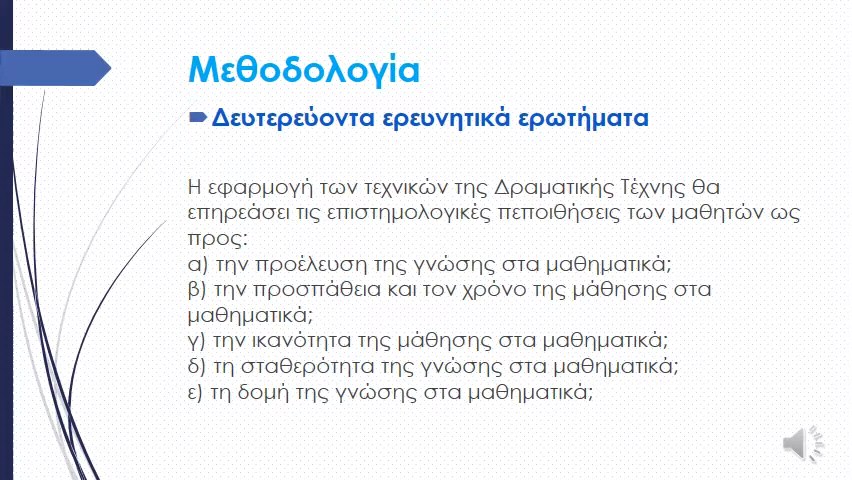 Μεθοδολογία
Δευτερεύοντα ερευνητικά ερωτήματα
Η εφαρμογή των τεχνικών της Δραματικής Τέχνης θα
επηρεάσει τις επιστημολογικές πεποιθήσεις των μαθητών ως
προς:
α) την προέλευση της γνώσης στα μαθηματικά;
β) την προσπάθεια και τον χρόνο της μάθησης στα
μαθηματικά;
γ) την ικανότητα της μάθησης στα μαθηματικά;
δ) τη σταθερότητα της γνώσης στα μαθηματικά;
ε) τη δομή της γνώσης στα μαθηματικά;